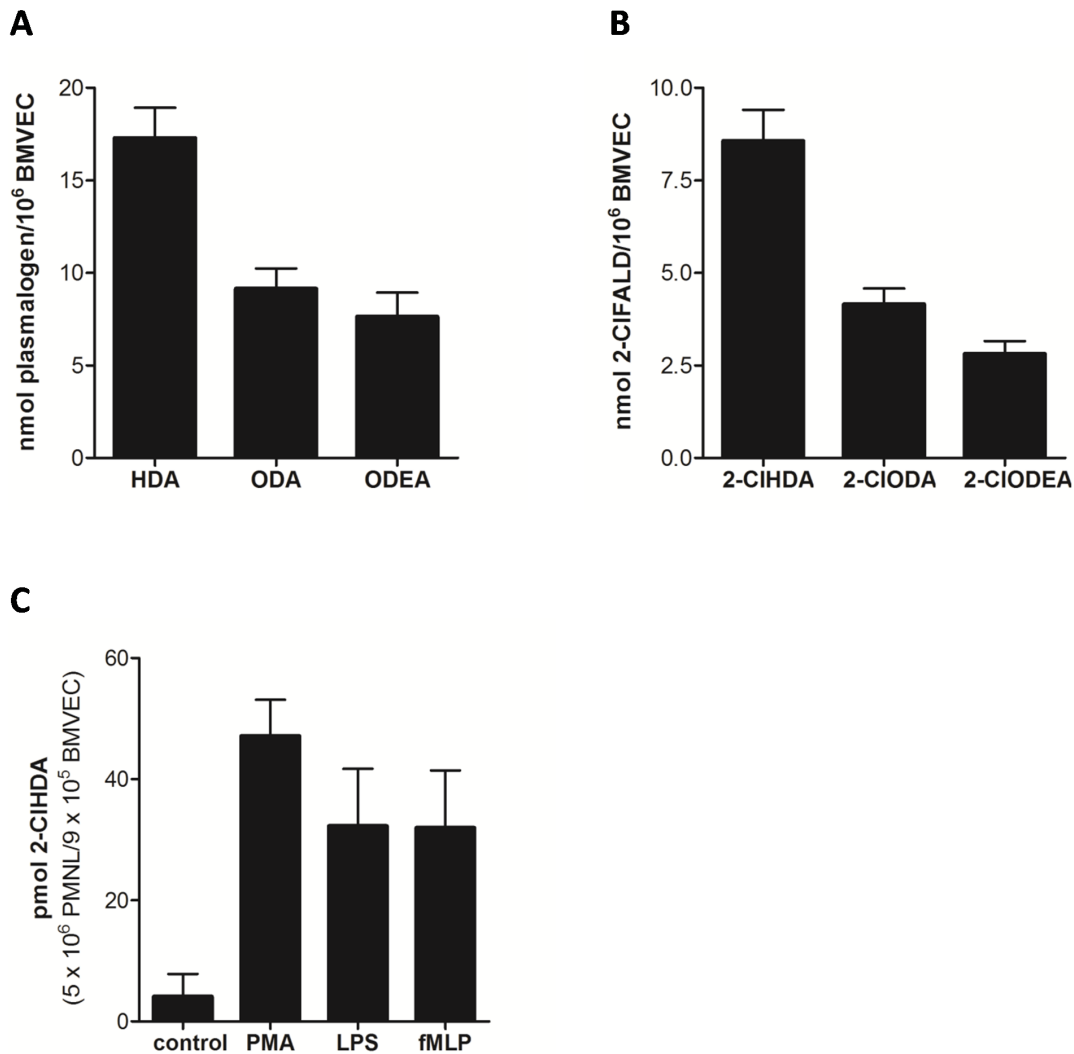 A
nmol plasmalogen/10⁶ BMVEC
20
15
10
5
0
HDA ODA ODEA
B
nmol 2-ClFALD/10⁶ BMVEC
10.0
7.5
5.0
2.5
0.0
2-ClHDA 2-ClODA 2-ClODEA
C
pmol 2-ClHDA
(5 x 10⁶ PMNL/9 x 10⁵ BMVEC)
60
40
20
0
control PMA LPS fMLP